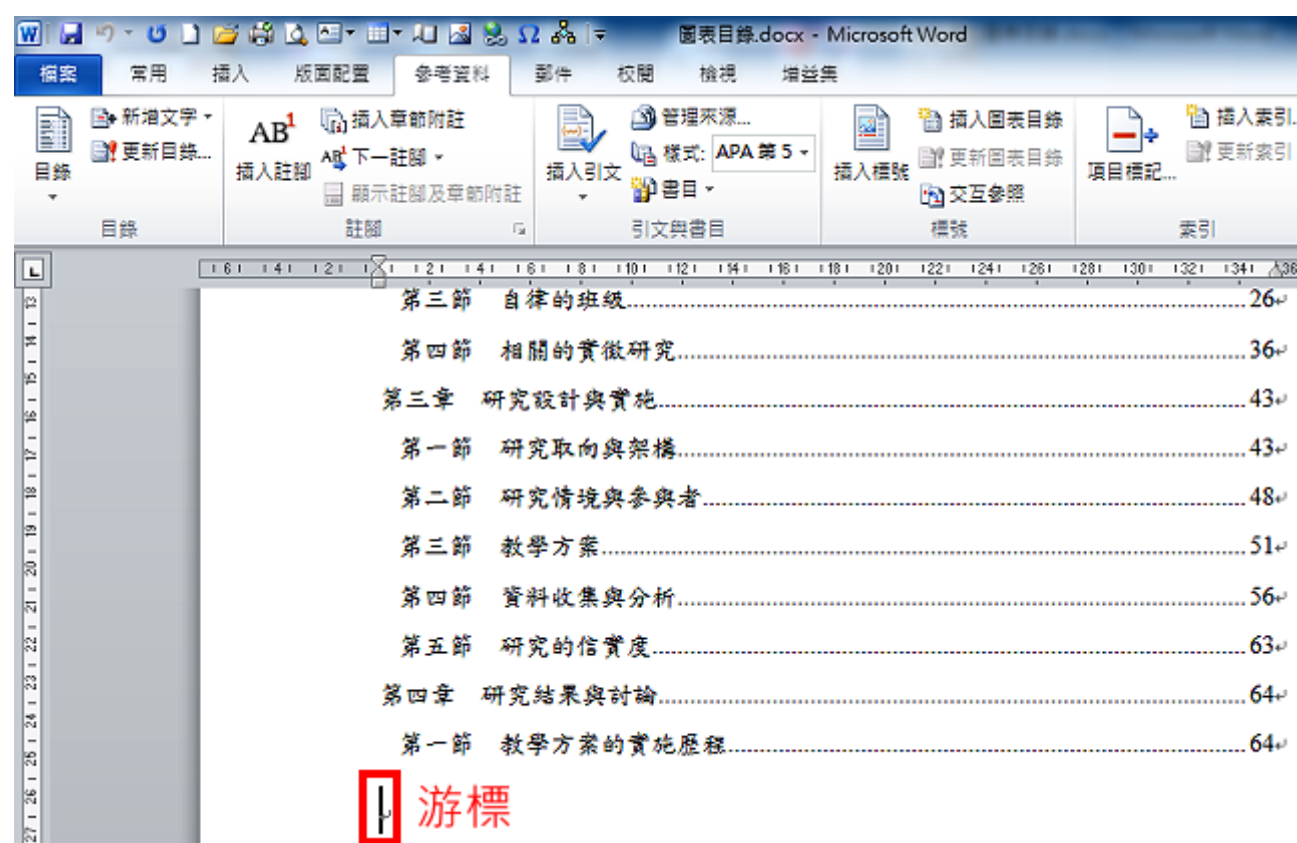 圖表目錄.docx - Microsoft Word
檔案 常用 插入 版面配置 參考資料 郵件 校閱 檢視 增益集
目錄
新增文字
更新目錄...
目錄
AB1
插入註腳
插入章節附註
下一註腳
顯示註腳及章節附註
註腳
插入引文
管理來源...
樣式: APA 第 5
書目
引文與書目
插入標號
插入圖表目錄
更新圖表目錄
交互參照
標號
項目標記...
插入索引
更新索引
索引
第三節 自律的班級 26
第四節 相關的實徵研究 36
第三章 研究設計與實施 43
第一節 研究取向與架構 43
第二節 研究情境與參與者 48
第三節 教學方案 51
第四節 資料收集與分析 56
第五節 研究的信實度 63
第四章 研究結果與討論 64
第一節 教學方案的實施歷程 64
游標